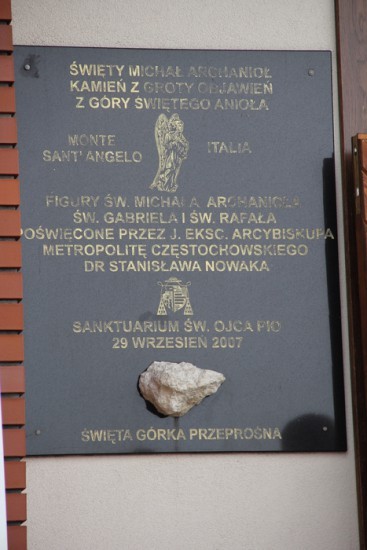 ŚWIĘTY MICHAŁ ARCHANIOŁ
KAMIEŃ Z GROTY OBJAWIEŃ
Z GÓRY ŚWIĘTEGO ANIOŁA
MONTE SANT'ANGELO
ITALIA
FIGURY ŚW. MICHAŁA ARCHANIOŁA
ŚW. GABRIELA I ŚW. RAFAŁA
POŚWIĘCONE PRZEZ J. EKSC. ARCYBISKUPA
METROPOLITĘ CZĘSTOCHOWSKIEGO
DR STANISŁAWA NOWAKA
SANKTUARIUM ŚW. OJCA PIO
29 WRZESIEŃ 2007
ŚWIĘTA GÓRKA PRZEPROŚNA